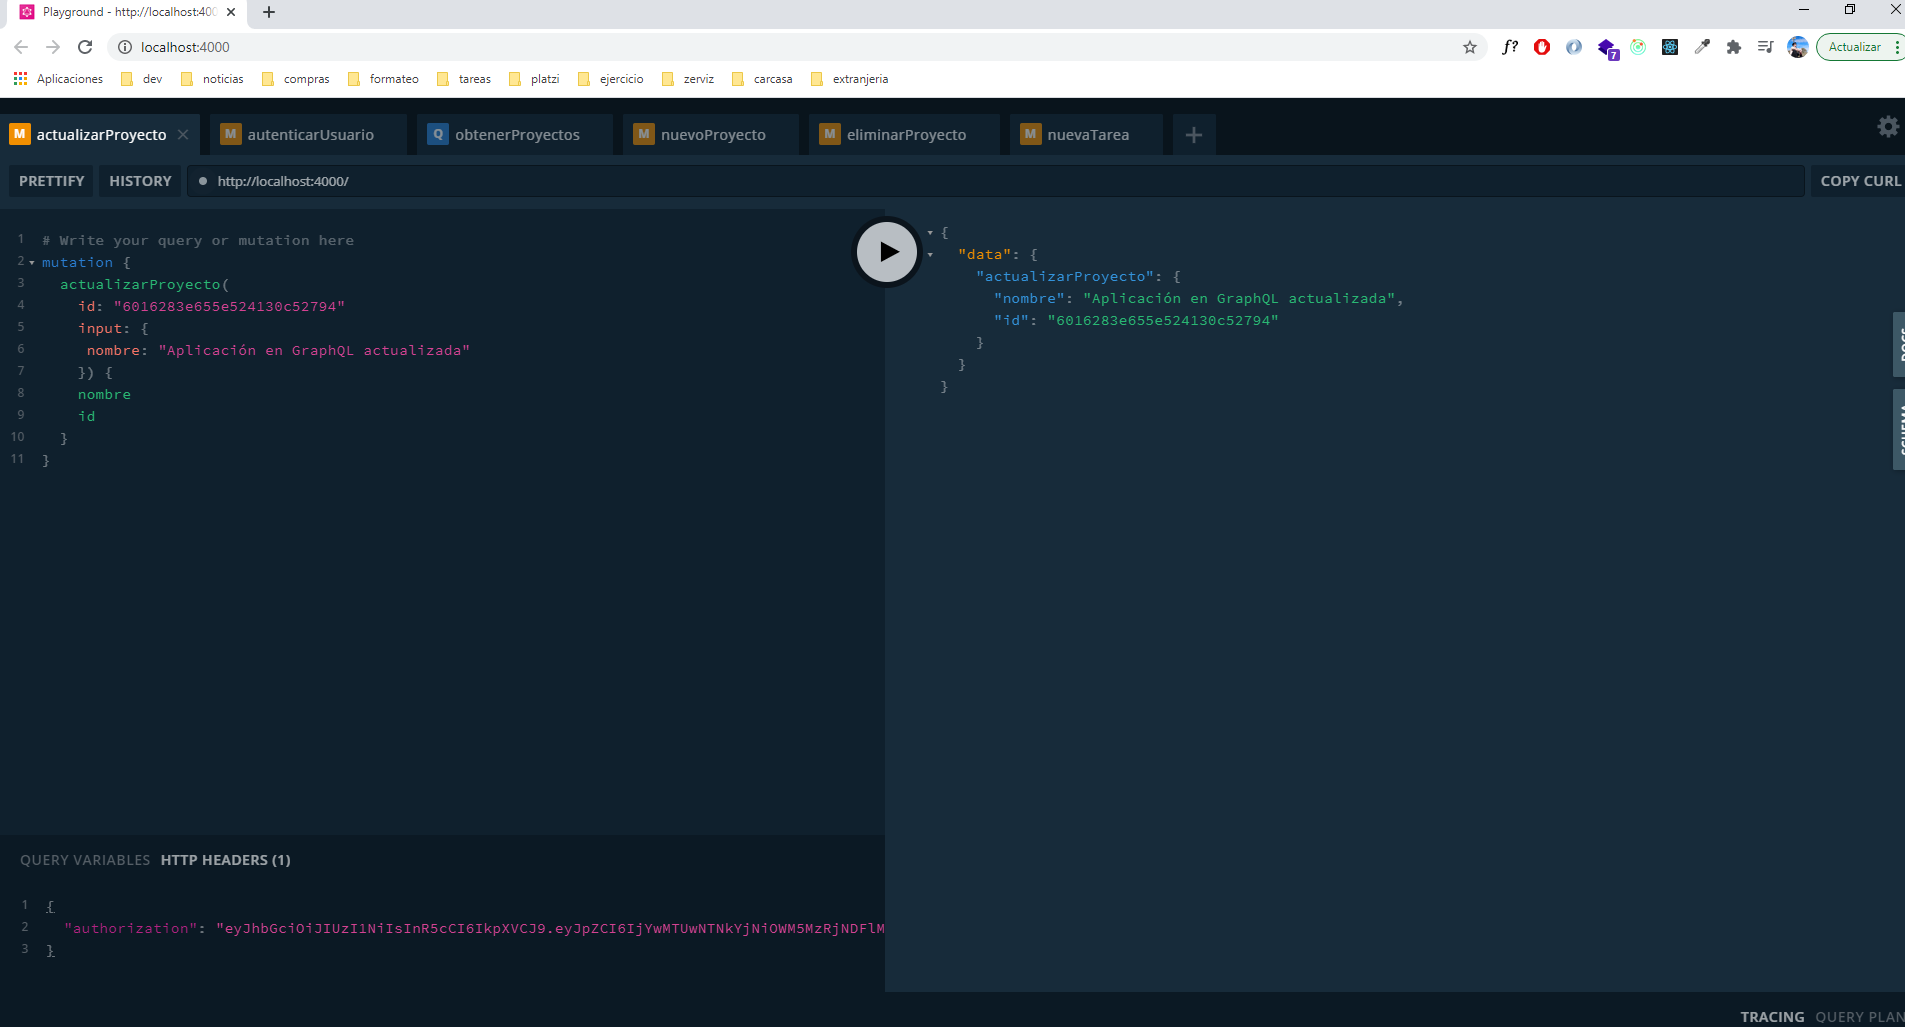 Playground - http://localhost:400
localhost:4000
f?
7
Actualizar
Aplicaciones dev noticias compras formateo tareas platzi ejercicio zerviz carcasa extranjeria
M actualizarProyecto M autenticarUsuario Q obtenerProyectos M nuevoProyecto M eliminarProyecto M nuevaTarea
PRETTIFY HISTORY http://localhost:4000/ COPY CURL
1 # Write your query or mutation here
2 mutation {
3 actualizarProyecto(
4 id: "6016283e655e524130c52794"
5 input: {
6 nombre: "Aplicación en GraphQL actualizada"
7 }) {
8 nombre
9 id
10 }
11 }
{
"data": {
"actualizarProyecto": {
"nombre": "Aplicación en GraphQL actualizada",
"id": "6016283e655e524130c52794"
}
}
}
DOCS
SCHEMA
QUERY VARIABLES HTTP HEADERS (1)
1 {
2 "authorization": "eyJhbGciOiJIUzI1NiIsInR5cCI6IkpXVCJ9.eyJpZCI6IjYwMTUwNTNkYjNiOWM5MzRjNDFlM
3 }
TRACING QUERY PLAN